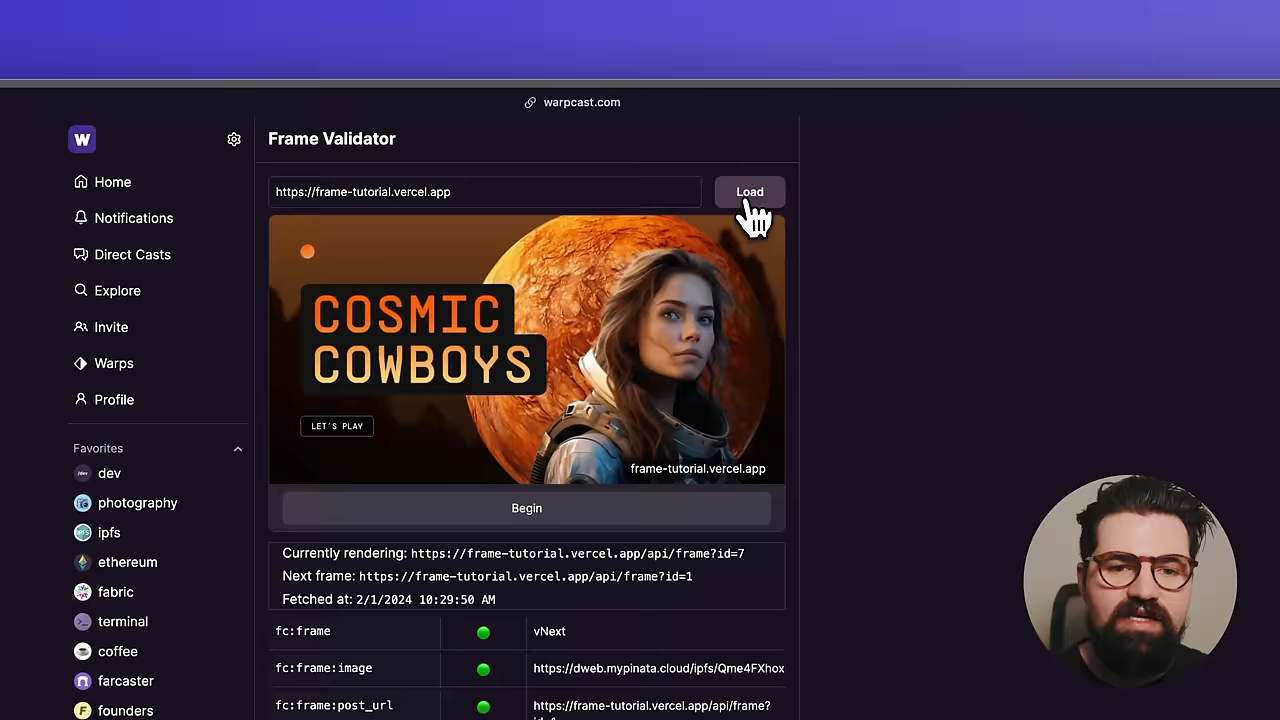 warpcast.com
W
Frame Validator
https://frame-tutorial.vercel.app
Load
Home
Notifications
Direct Casts
Explore
Invite
Warps
Profile
Favorites
dev
photography
ipfs
ethereum
fabric
terminal
coffee
farcaster
founders
COSMIC
COWBOYS
LET'S PLAY
frame-tutorial.vercel.app
Begin
Currently rendering: https://frame-tutorial.vercel.app/api/frame?id=7
Next frame: https://frame-tutorial.vercel.app/api/frame?id=1
Fetched at: 2/1/2024 10:29:50 AM
fc:frame
vNext
fc:frame:image
https://dweb.mypinata.cloud/ipfs/Qme4FXhox
fc:frame:post_url
https://frame-tutorial.vercel.app/api/frame?